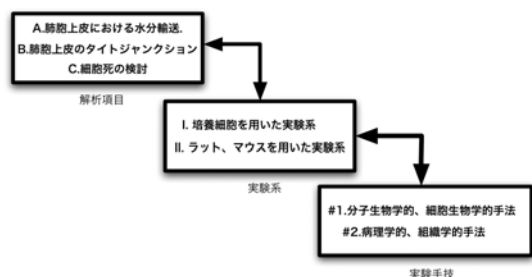 A.肺胞上皮における水分輸送.
B.肺胞上皮のタイトジャンクション
C.細胞死の検討
解析項目
I. 培養細胞を用いた実験系
II. ラット、マウスを用いた実験系
実験系
#1.分子生物学的、細胞生物学的手法
#2.病理学的、組織学的手法
実験手技